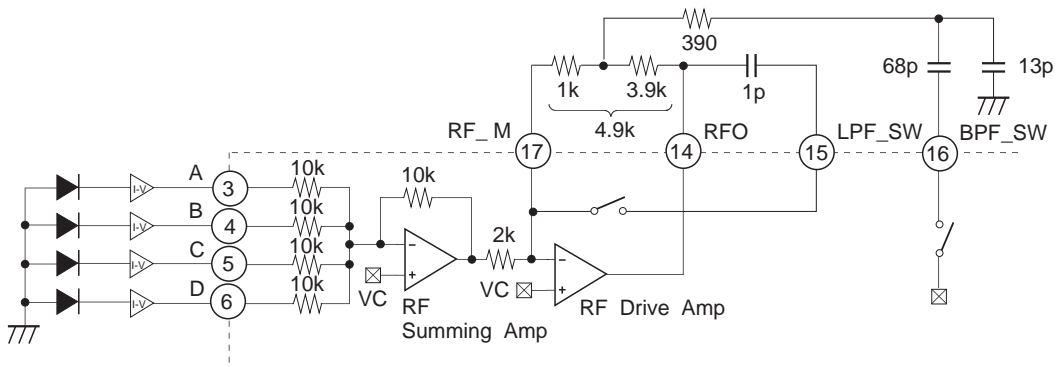 390
68p
13p
1k
3.9k
1p
4.9k
RF_ M
17
14
RFO
15
LPF_SW
16
BPF_SW
A
I-V
3
10k
10k
B
I-V
4
10k
C
I-V
5
10k
D
I-V
6
10k
−
+
VC
RF
Summing Amp
2k
−
+
VC
RF Drive Amp